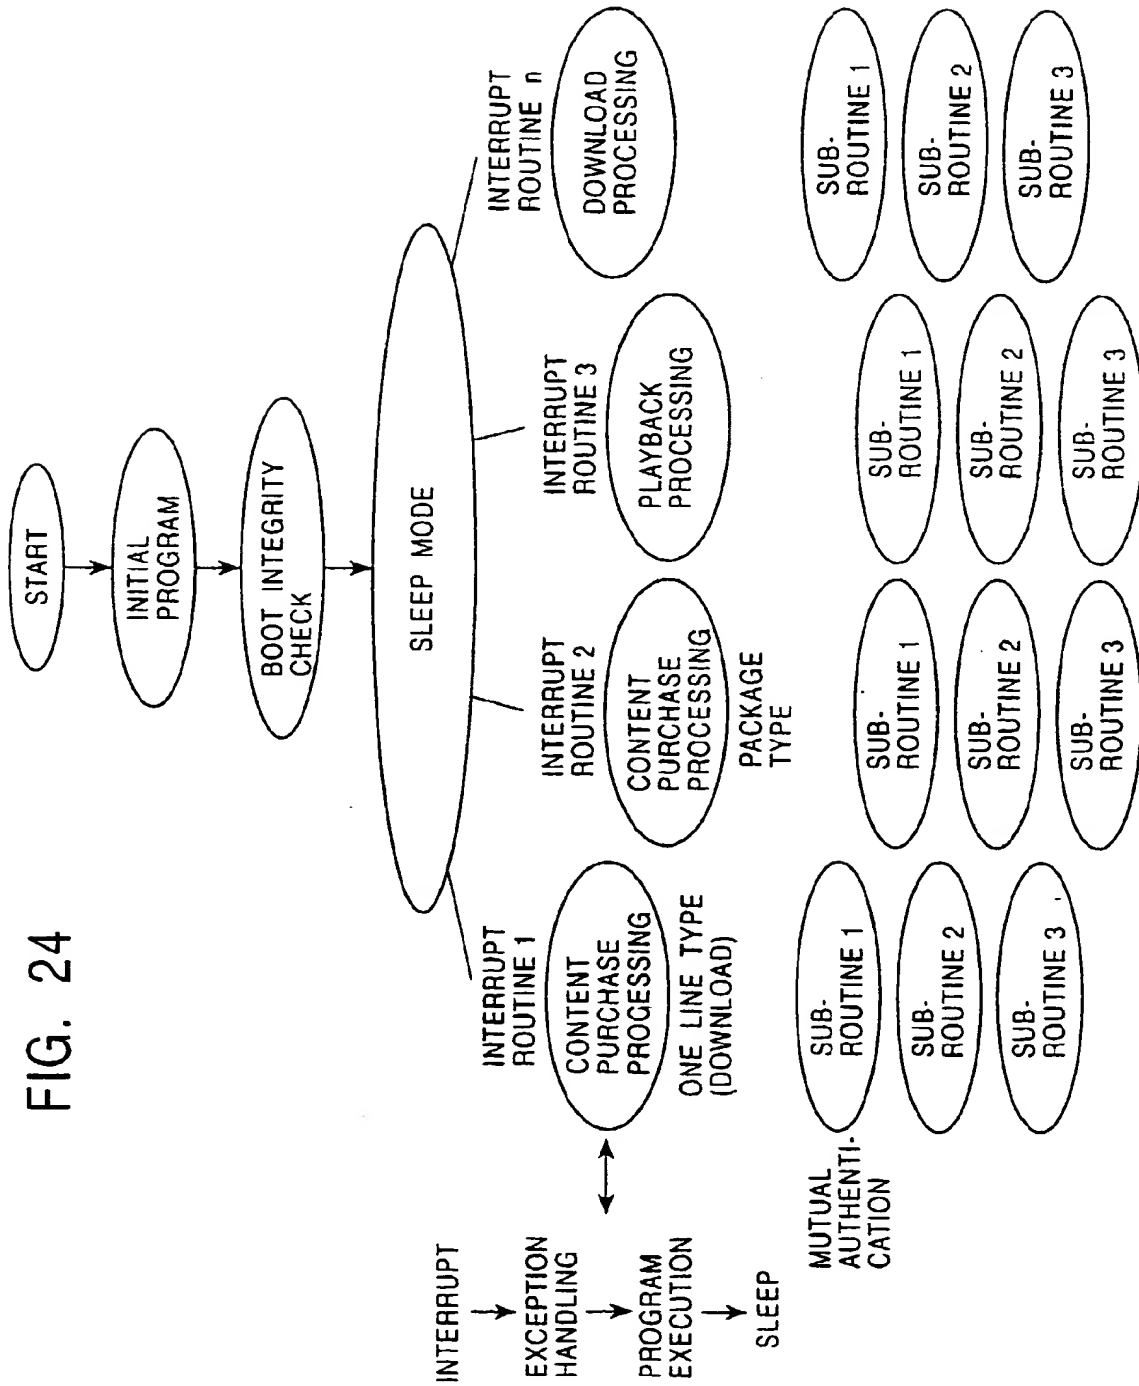 FIG. 24
START
INITIAL
PROGRAM
BOOT INTEGRITY
CHECK
SLEEP MODE
INTERRUPT
EXCEPTION
HANDLING
PROGRAM
EXECUTION
SLEEP
INTERRUPT
ROUTINE 1
CONTENT
PURCHASE
PROGESSING
ONE LINE TYPE
(DOWNLOAD)
INTERRUPT
ROUTINE 2
CONTENT
PURCHASE
PROCESSING
PACKAGE
TYPE
INTERRUPT
ROUTINE 3
PLAYBACK
PROCESSING
INTERRUPT
ROUTINE n
DOWNLOAD
PROCESSING
MUTUAL
AUTHENTI-
CATION
SUB-
ROUTINE 1
SUB-
ROUTINE 2
SUB-
ROUTINE 3
SUB-
ROUTINE 1
SUB-
ROUTINE 2
SUB-
ROUTINE 3
SUB-
ROUTINE 1
SUB-
ROUTINE 2
SUB-
ROUTINE 3
SUB-
ROUTINE 1
SUB-
ROUTINE 2
SUB-
ROUTINE 3